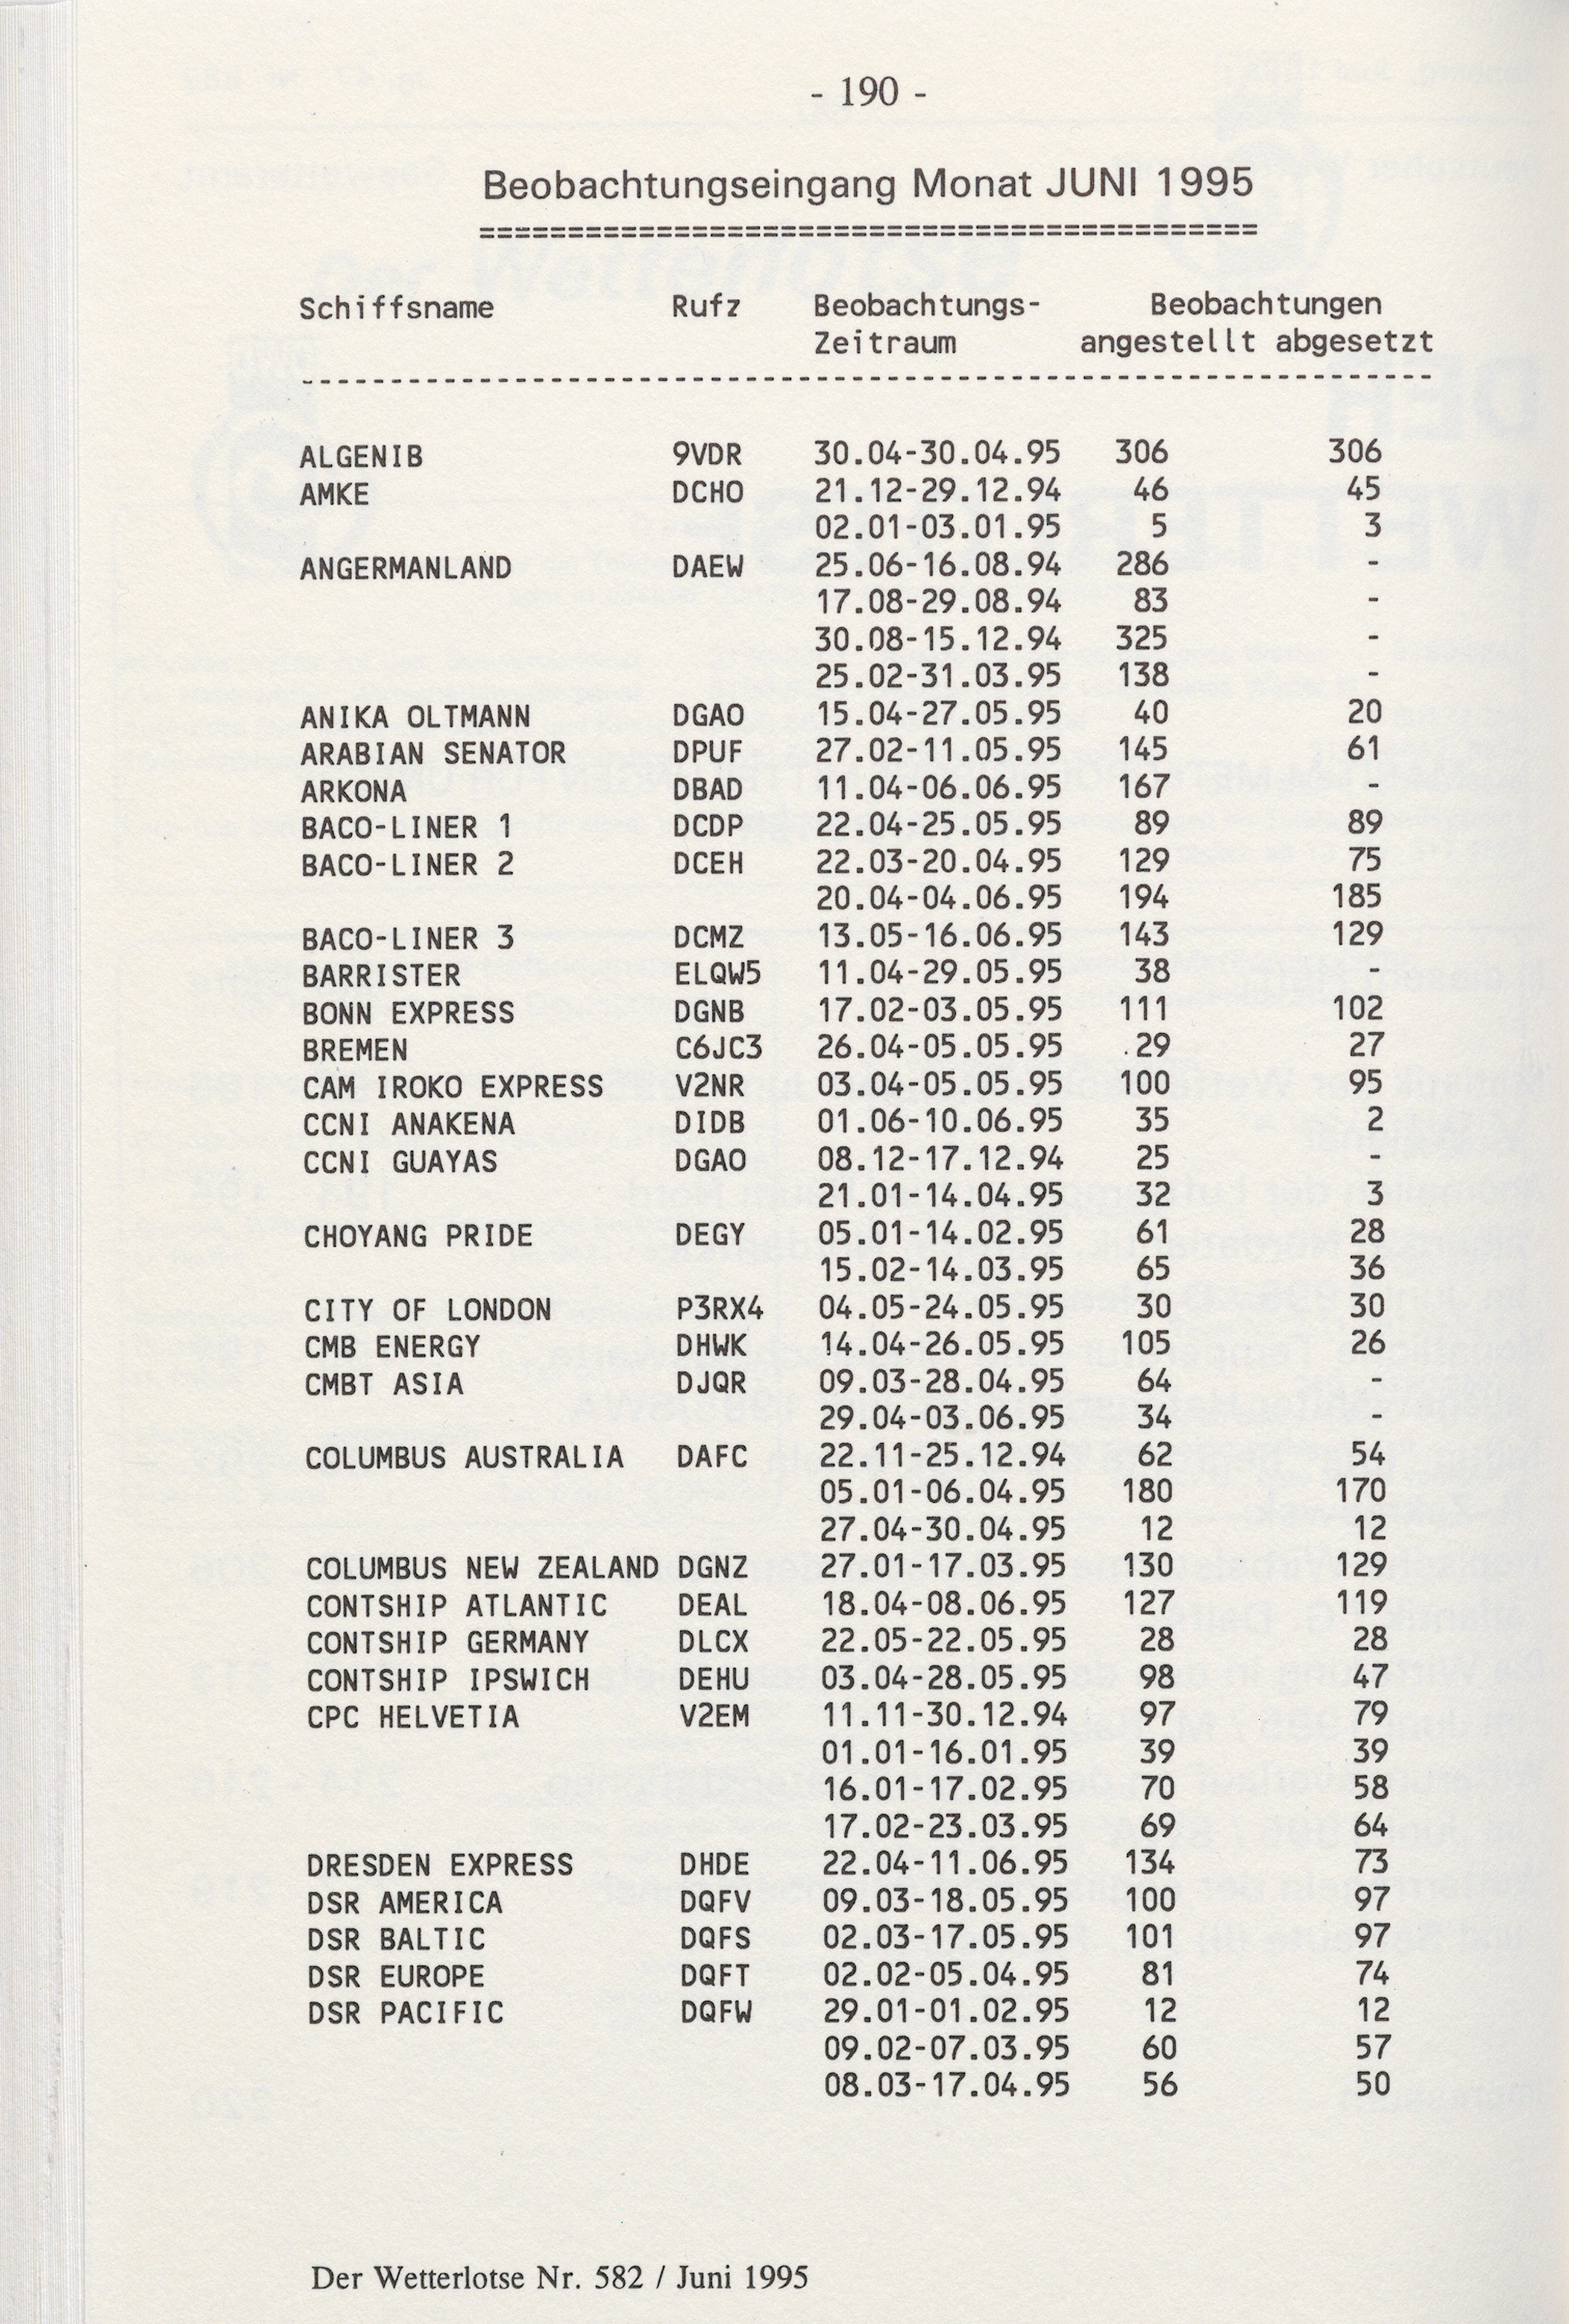 - 190 -
Beobachtungseingang Monat JUNI 1995
============================================
Schiffsname Rufz Beobachtungs- Beobachtungen
Zeitraum angestellt abgesetzt
----------------------------------------------------------------
ALGENIB 9VDR 30.04-30.04.95 306 306
AMKE DCHO 21.12-29.12.94 46 45
02.01-03.01.95 5 3
ANGERMANLAND DAEW 25.06-16.08.94 286 -
17.08-29.08.94 83 -
30.08-15.12.94 325 -
25.02-31.03.95 138 -
ANIKA OLTMANN DGAO 15.04-27.05.95 40 20
ARABIAN SENATOR DPUF 27.02-11.05.95 145 61
ARKONA DBAD 11.04-06.06.95 167 -
BACO-LINER 1 DCDP 22.04-25.05.95 89 89
BACO-LINER 2 DCEH 22.03-20.04.95 129 75
20.04-04.06.95 194 185
BACO-LINER 3 DCMZ 13.05-16.06.95 143 129
BARRISTER ELQW5 11.04-29.05.95 38 -
BONN EXPRESS DGNB 17.02-03.05.95 111 102
BREMEN C6JC3 26.04-05.05.95 29 27
CAM IROKO EXPRESS V2NR 03.04-05.05.95 100 95
CCNI ANAKENA DIDB 01.06-10.06.95 35 2
CCNI GUAYAS DGAO 08.12-17.12.94 25 -
21.01-14.04.95 32 3
CHOYANG PRIDE DEGY 05.01-14.02.95 61 28
15.02-14.03.95 65 36
CITY OF LONDON P3RX4 04.05-24.05.95 30 30
CMB ENERGY DHWK 14.04-26.05.95 105 26
CMBT ASIA DJQR 09.03-28.04.95 64 -
29.04-03.06.95 34 -
COLUMBUS AUSTRALIA DAFC 22.11-25.12.94 62 54
05.01-06.04.95 180 170
27.04-30.04.95 12 12
COLUMBUS NEW ZEALAND DGNZ 27.01-17.03.95 130 129
CONTSHIP ATLANTIC DEAL 18.04-08.06.95 127 119
CONTSHIP GERMANY DLCX 22.05-22.05.95 28 28
CONTSHIP IPSWICH DEHU 03.04-28.05.95 98 47
CPC HELVETIA V2EM 11.11-30.12.94 97 79
01.01-16.01.95 39 39
16.01-17.02.95 70 58
17.02-23.03.95 69 64
DRESDEN EXPRESS DHDE 22.04-11.06.95 134 73
DSR AMERICA DQFV 09.03-18.05.95 100 97
DSR BALTIC DQFS 02.03-17.05.95 101 97
DSR EUROPE DQFT 02.02-05.04.95 81 74
DSR PACIFIC DQFW 29.01-01.02.95 12 12
09.02-07.03.95 60 57
08.03-17.04.95 56 50
Der Wetterlotse Nr. 582 / Juni 1995